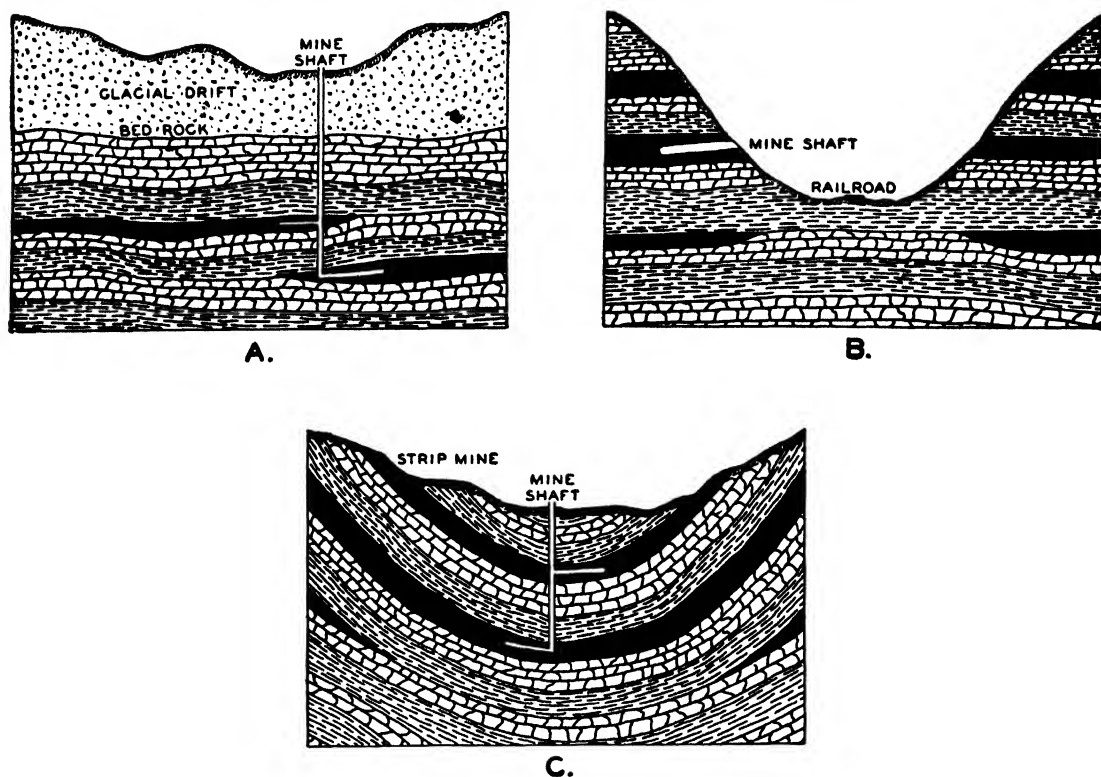 MINE
SHAFT
GLACIAL DRIFT
BED ROCK
A.
MINE SHAFT
RAILROAD
B.
STRIP MINE
MINE
SHAFT
C.